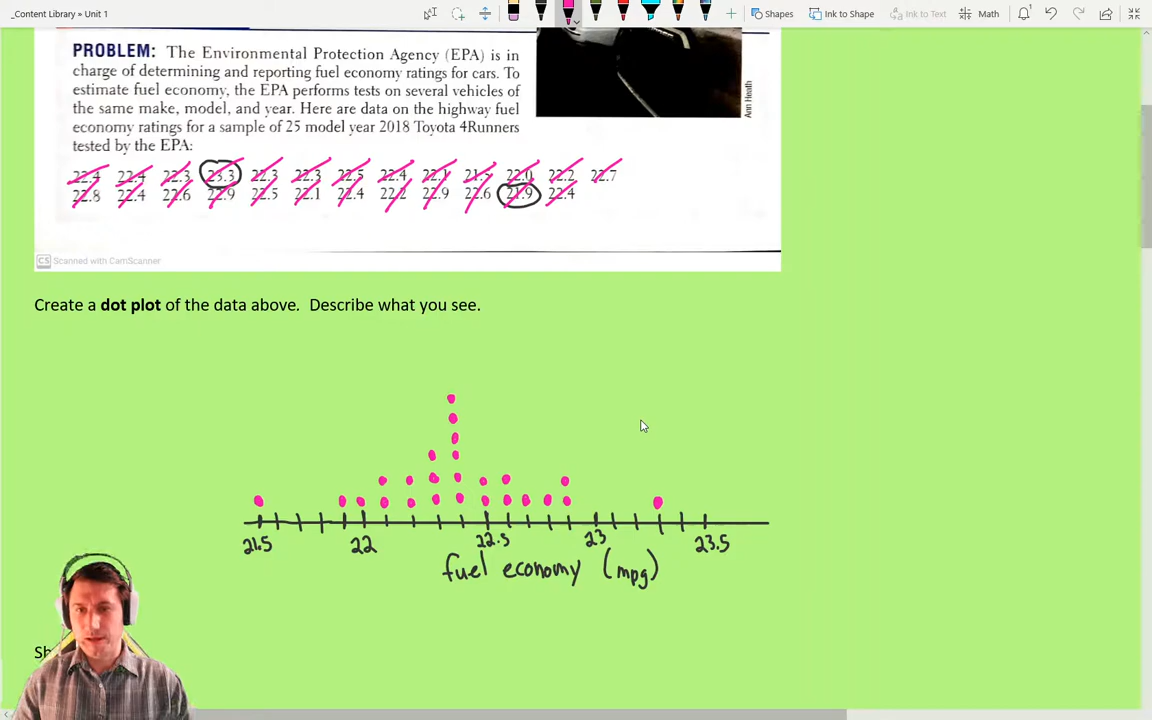 _Content Library » Unit 1
Shapes
Ink to Shape
Ink to Text
Math
PROBLEM: The Environmental Protection Agency (EPA) is in
charge of determining and reporting fuel economy ratings for cars. To
estimate fuel economy, the EPA performs tests on several vehicles of
the same make, model, and year. Here are data on the highway fuel
economy ratings for a sample of 25 model year 2018 Toyota 4Runners
tested by the EPA:
22.4 22.4 22.3 23.3 22.3 22.3 22.5 22.4 22.1 21.5 22.0 22.2 22.7
22.8 22.4 22.6 22.9 22.5 22.1 22.4 22.2 22.9 22.6 21.9 22.4
Ann Heath
CS Scanned with CamScanner
Create a dot plot of the data above. Describe what you see.
21.5 22 22.5 23 23.5
fuel economy (mpg)